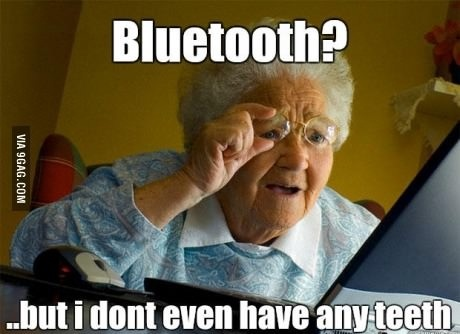 Bluetooth?
VIA 9GAG.COM
..but i dont even have any teeth